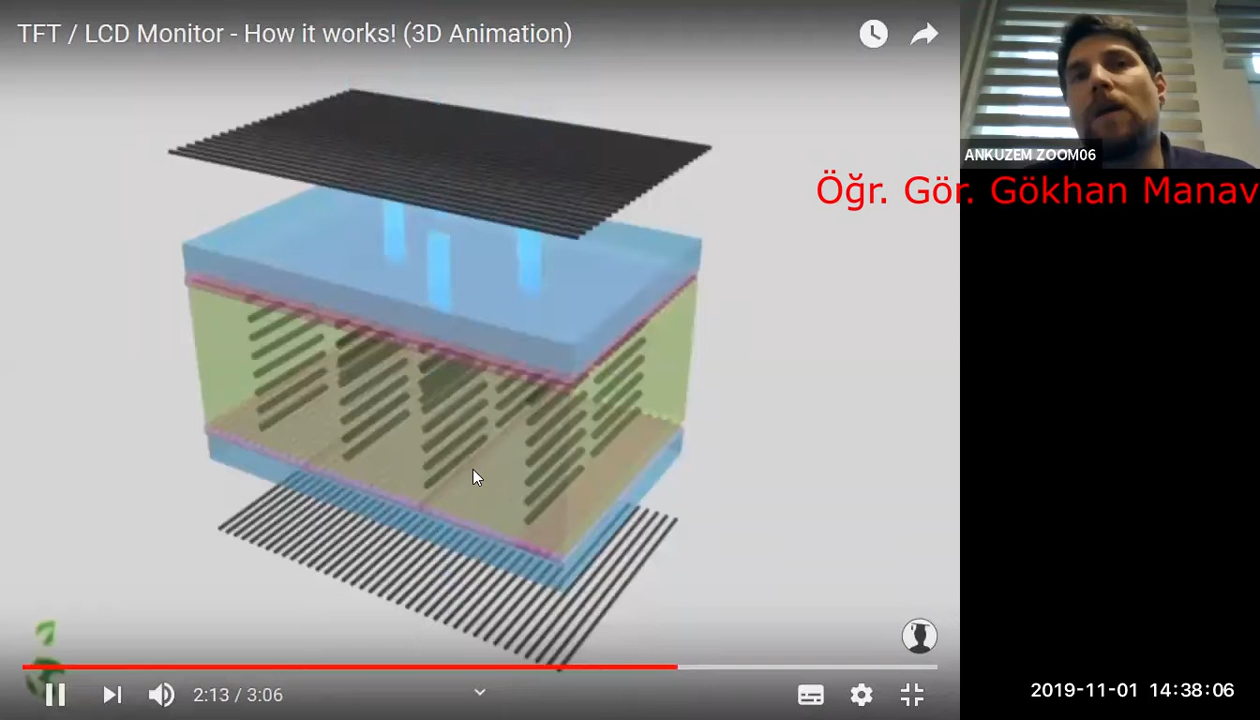 TFT / LCD Monitor - How it works! (3D Animation)
ANKUZEM ZOOM06
Öğr. Gör. Gökhan Manav
2:13 / 3:06
2019-11-01 14:38:06